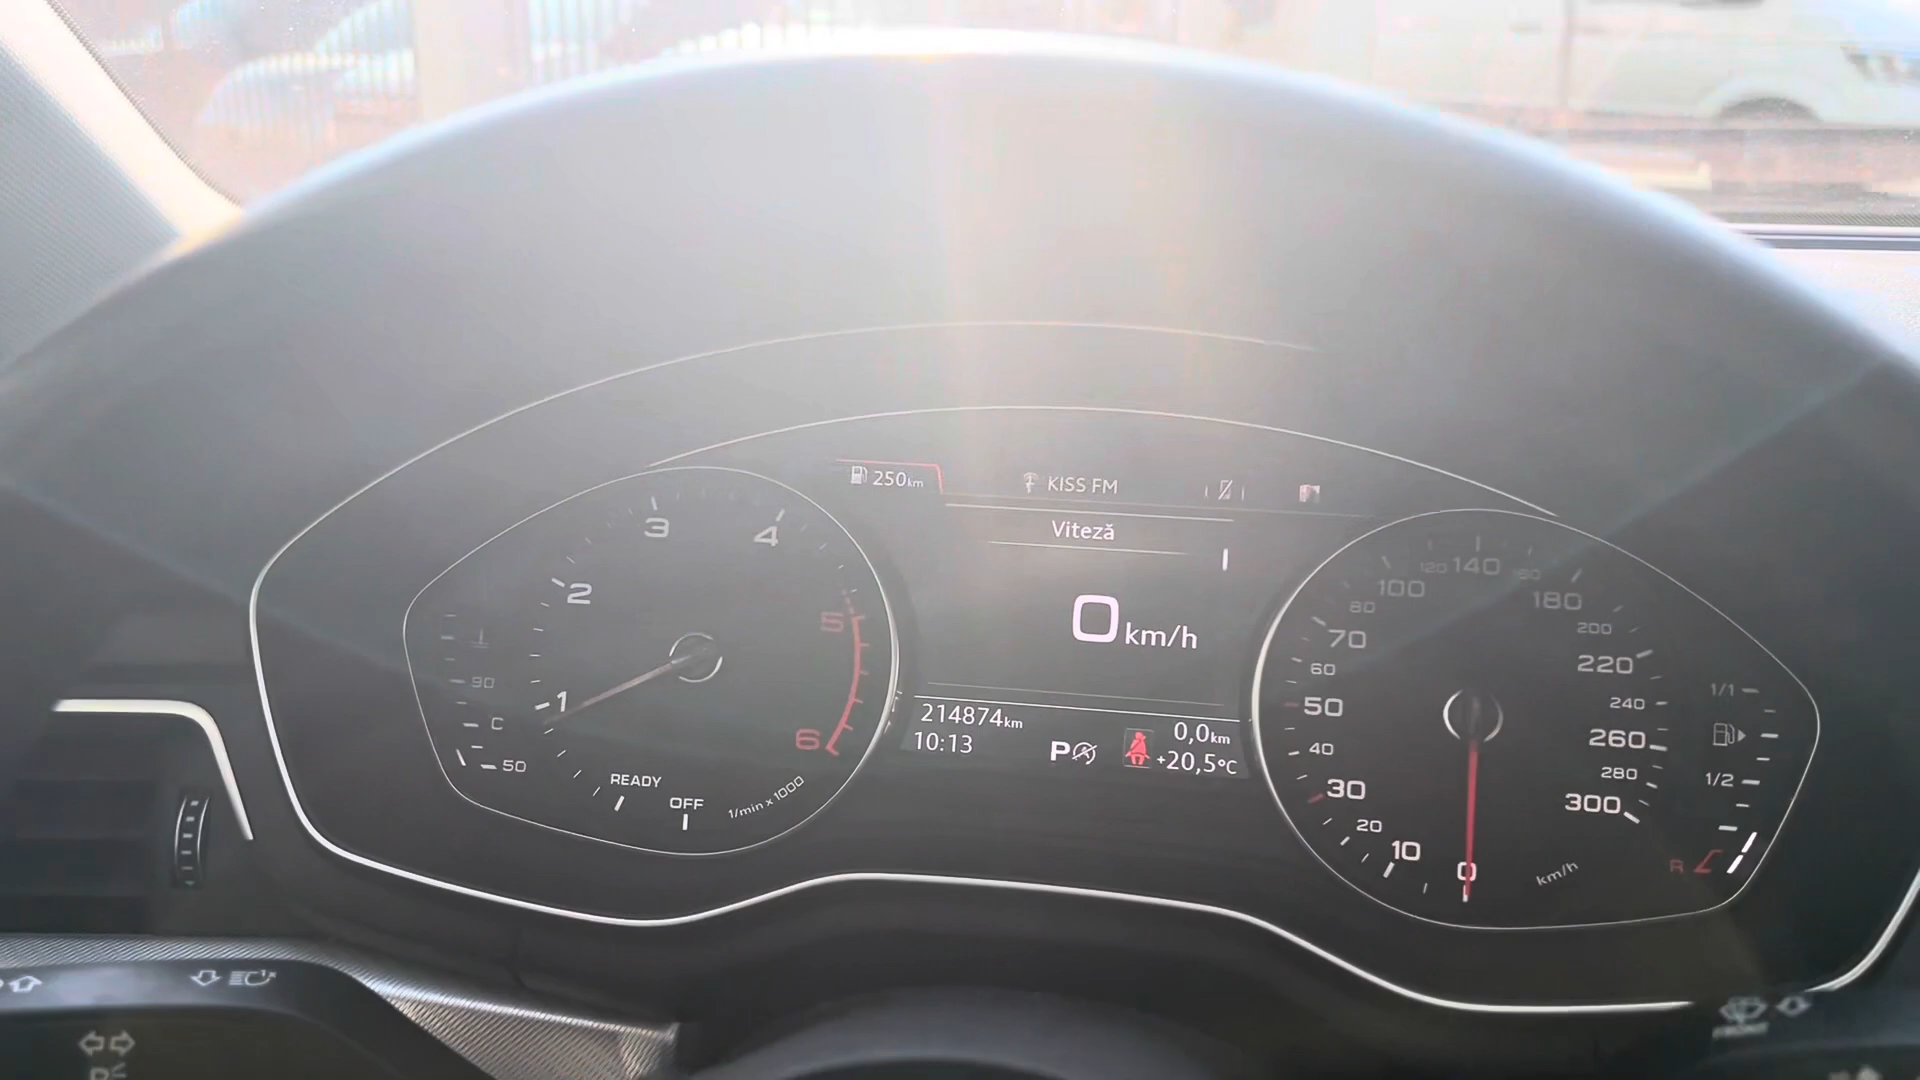 250km
KISS FM
Viteză
0 km/h
214874km
10:13
P
0,0km
+20,5°C
1
2
3
4
5
6
READY
OFF
1/min x 1000
90
C
50
0
10
20
30
40
50
60
70
80
100
120
140
160
180
200
220
240
260
280
300
km/h
1/1
1/2
R